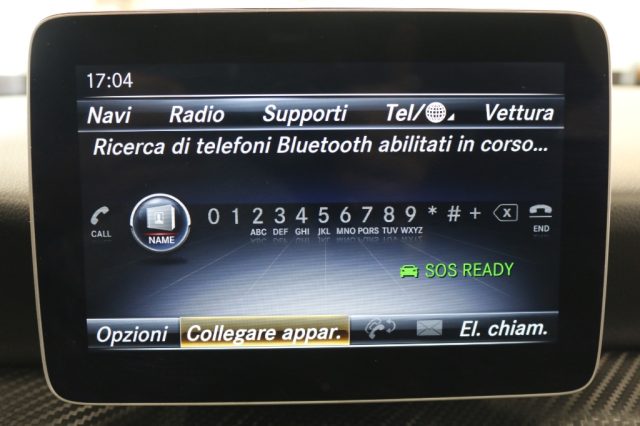 17:04
Navi Radio Supporti Tel/ Vettura
Ricerca di telefoni Bluetooth abilitati in corso...
0 1 2 3 4 5 6 7 8 9 * # +
ABC DEF GHI JKL MNO PQRS TUV WXYZ
CALL NAME END
SOS READY
Opzioni Collegare appar. El. chiam.